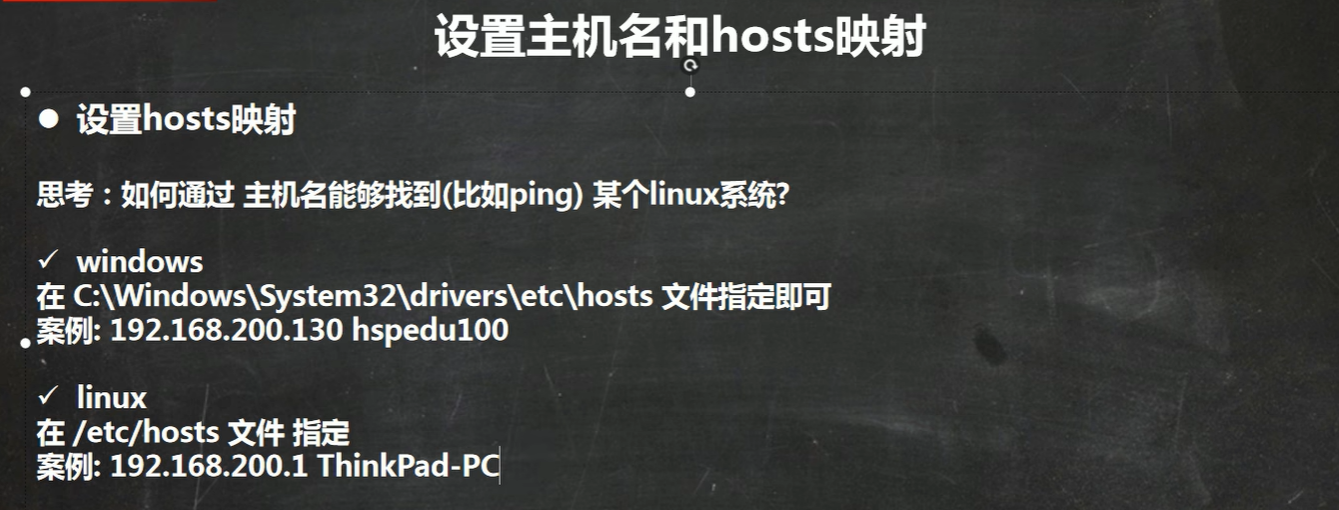 设置主机名和hosts映射
● 设置hosts映射
思考：如何通过 主机名能够找到(比如ping) 某个linux系统?
✓ windows
在 C:\Windows\System32\drivers\etc\hosts 文件指定即可
案例: 192.168.200.130 hspedu100
✓ linux
在 /etc/hosts 文件 指定
案例: 192.168.200.1 ThinkPad-PC